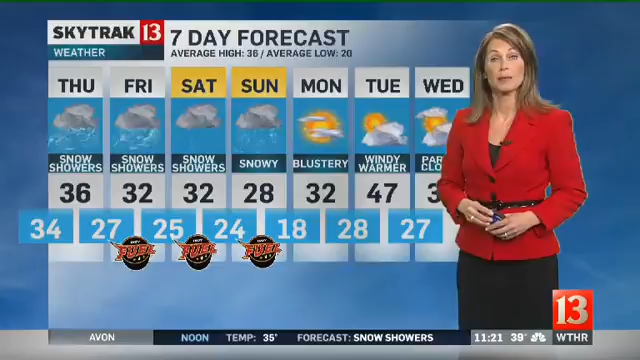 SKYTRAK 13
WEATHER
7 DAY FORECAST
AVERAGE HIGH: 36 / AVERAGE LOW: 20
THU FRI SAT SUN MON TUE WED
SNOW SHOWERS SNOW SHOWERS SNOW SHOWERS SNOWY BLUSTERY WINDY WARMER
36 32 32 28 32 47 3
34 27 25 24 18 28 27
FUEL FUEL FUEL
AVON NOON TEMP: 35° FORECAST: SNOW SHOWERS 11:21 39° WTHR
13